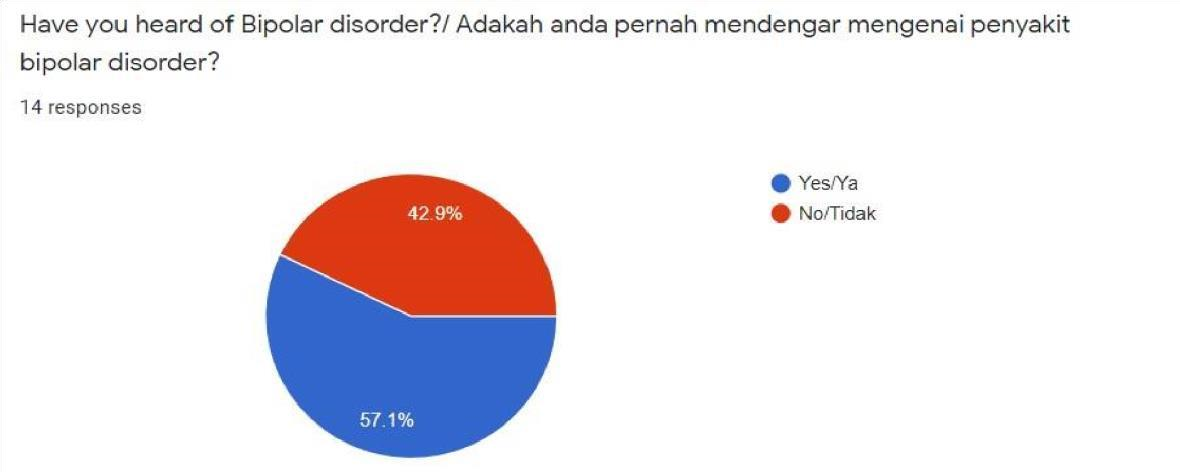 Have you heard of Bipolar disorder?/ Adakah anda pernah mendengar mengenai penyakit
bipolar disorder?
14 responses
Yes/Ya
No/Tidak
42.9%
57.1%